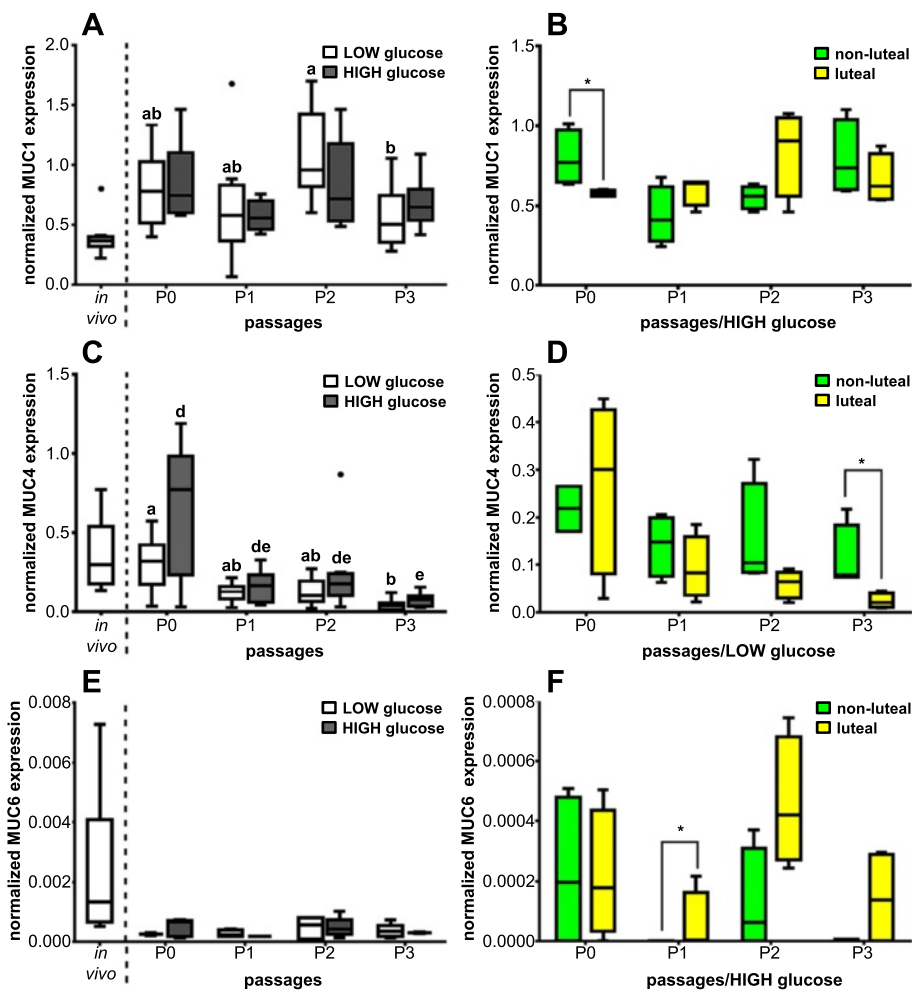 A
normalized MUC1 expression
2.0
1.5
1.0
0.5
0.0
LOW glucose
HIGH glucose
ab
ab
a
b
in
vivo
P0
P1
P2
P3
passages
B
normalized MUC1 expression
1.5
1.0
0.5
0.0
non-luteal
luteal
*
P0
P1
P2
P3
passages/HIGH glucose
C
normalized MUC4 expression
1.5
1.0
0.5
0.0
LOW glucose
HIGH glucose
a
d
ab
de
ab
de
b
e
in
vivo
P0
P1
P2
P3
passages
D
normalized MUC4 expression
0.5
0.4
0.3
0.2
0.1
0.0
non-luteal
luteal
*
P0
P1
P2
P3
passages/LOW glucose
E
normalized MUC6 expression
0.008
0.006
0.004
0.002
0.000
LOW glucose
HIGH glucose
in
vivo
P0
P1
P2
P3
passages
F
normalized MUC6 expression
0.0008
0.0006
0.0004
0.0002
0.0000
non-luteal
luteal
*
P0
P1
P2
P3
passages/HIGH glucose